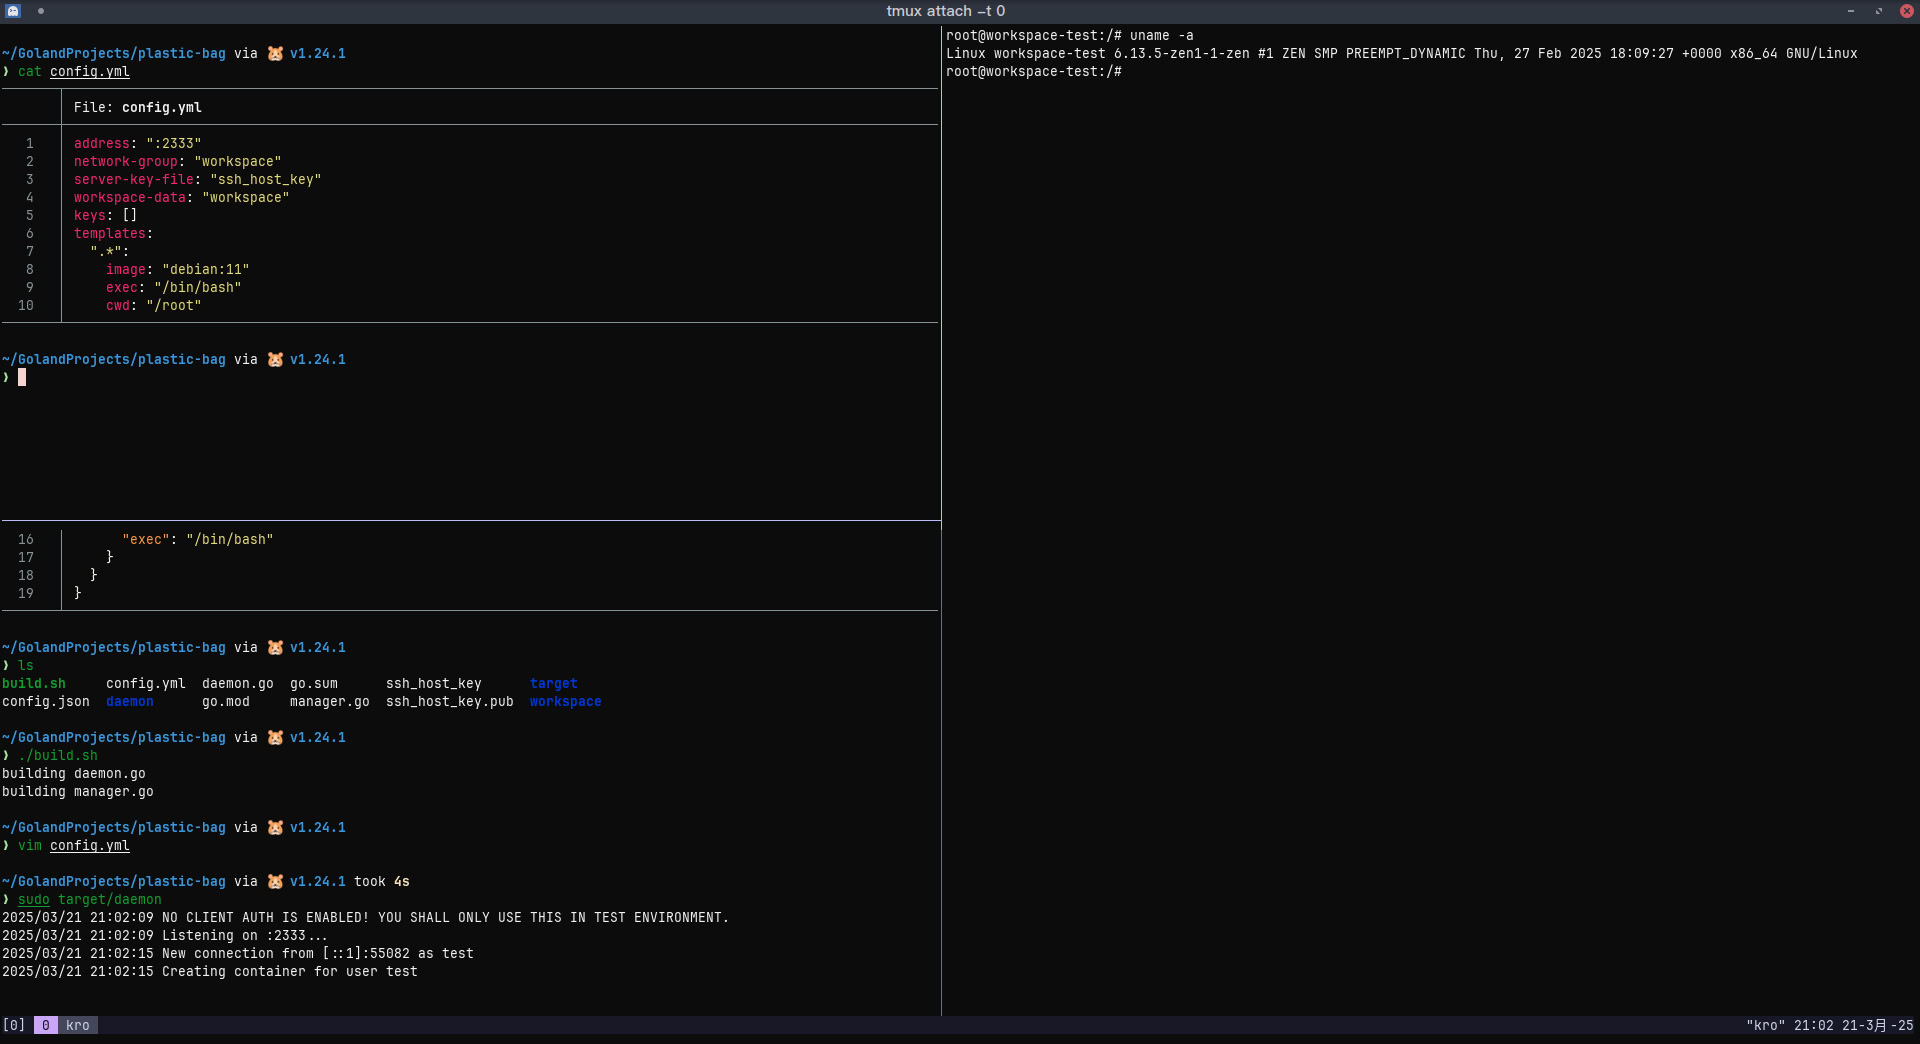 tmux attach -t 0
~/GolandProjects/plastic-bag via 🐹 v1.24.1
❯ cat config.yml
File: config.yml
1 address: ":2333"
2 network-group: "workspace"
3 server-key-file: "ssh_host_key"
4 workspace-data: "workspace"
5 keys: []
6 templates:
7 ".*":
8 image: "debian:11"
9 exec: "/bin/bash"
10 cwd: "/root"
~/GolandProjects/plastic-bag via 🐹 v1.24.1
❯
16 "exec": "/bin/bash"
17 }
18 }
19 }
~/GolandProjects/plastic-bag via 🐹 v1.24.1
❯ ls
build.sh config.yml daemon.go go.sum ssh_host_key target
config.json daemon go.mod manager.go ssh_host_key.pub workspace
~/GolandProjects/plastic-bag via 🐹 v1.24.1
❯ ./build.sh
building daemon.go
building manager.go
~/GolandProjects/plastic-bag via 🐹 v1.24.1
❯ vim config.yml
~/GolandProjects/plastic-bag via 🐹 v1.24.1 took 4s
❯ sudo target/daemon
2025/03/21 21:02:09 NO CLIENT AUTH IS ENABLED! YOU SHALL ONLY USE THIS IN TEST ENVIRONMENT.
2025/03/21 21:02:09 Listening on :2333...
2025/03/21 21:02:15 New connection from [::1]:55082 as test
2025/03/21 21:02:15 Creating container for user test
root@workspace-test:/# uname -a
Linux workspace-test 6.13.5-zen1-1-zen #1 ZEN SMP PREEMPT_DYNAMIC Thu, 27 Feb 2025 18:09:27 +0000 x86_64 GNU/Linux
root@workspace-test:/#
[0] 0 kro "kro" 21:02 21-3月-25